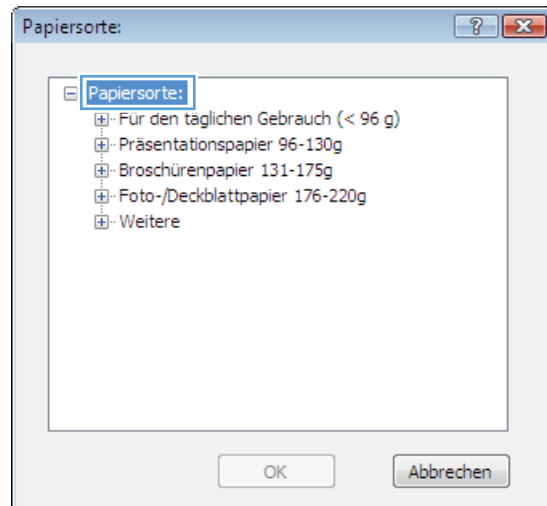 Papiersorte:
Papiersorte:
Für den täglichen Gebrauch (< 96 g)
Präsentationspapier 96-130g
Broschürenpapier 131-175g
Foto-/Deckblattpapier 176-220g
Weitere
OK
Abbrechen